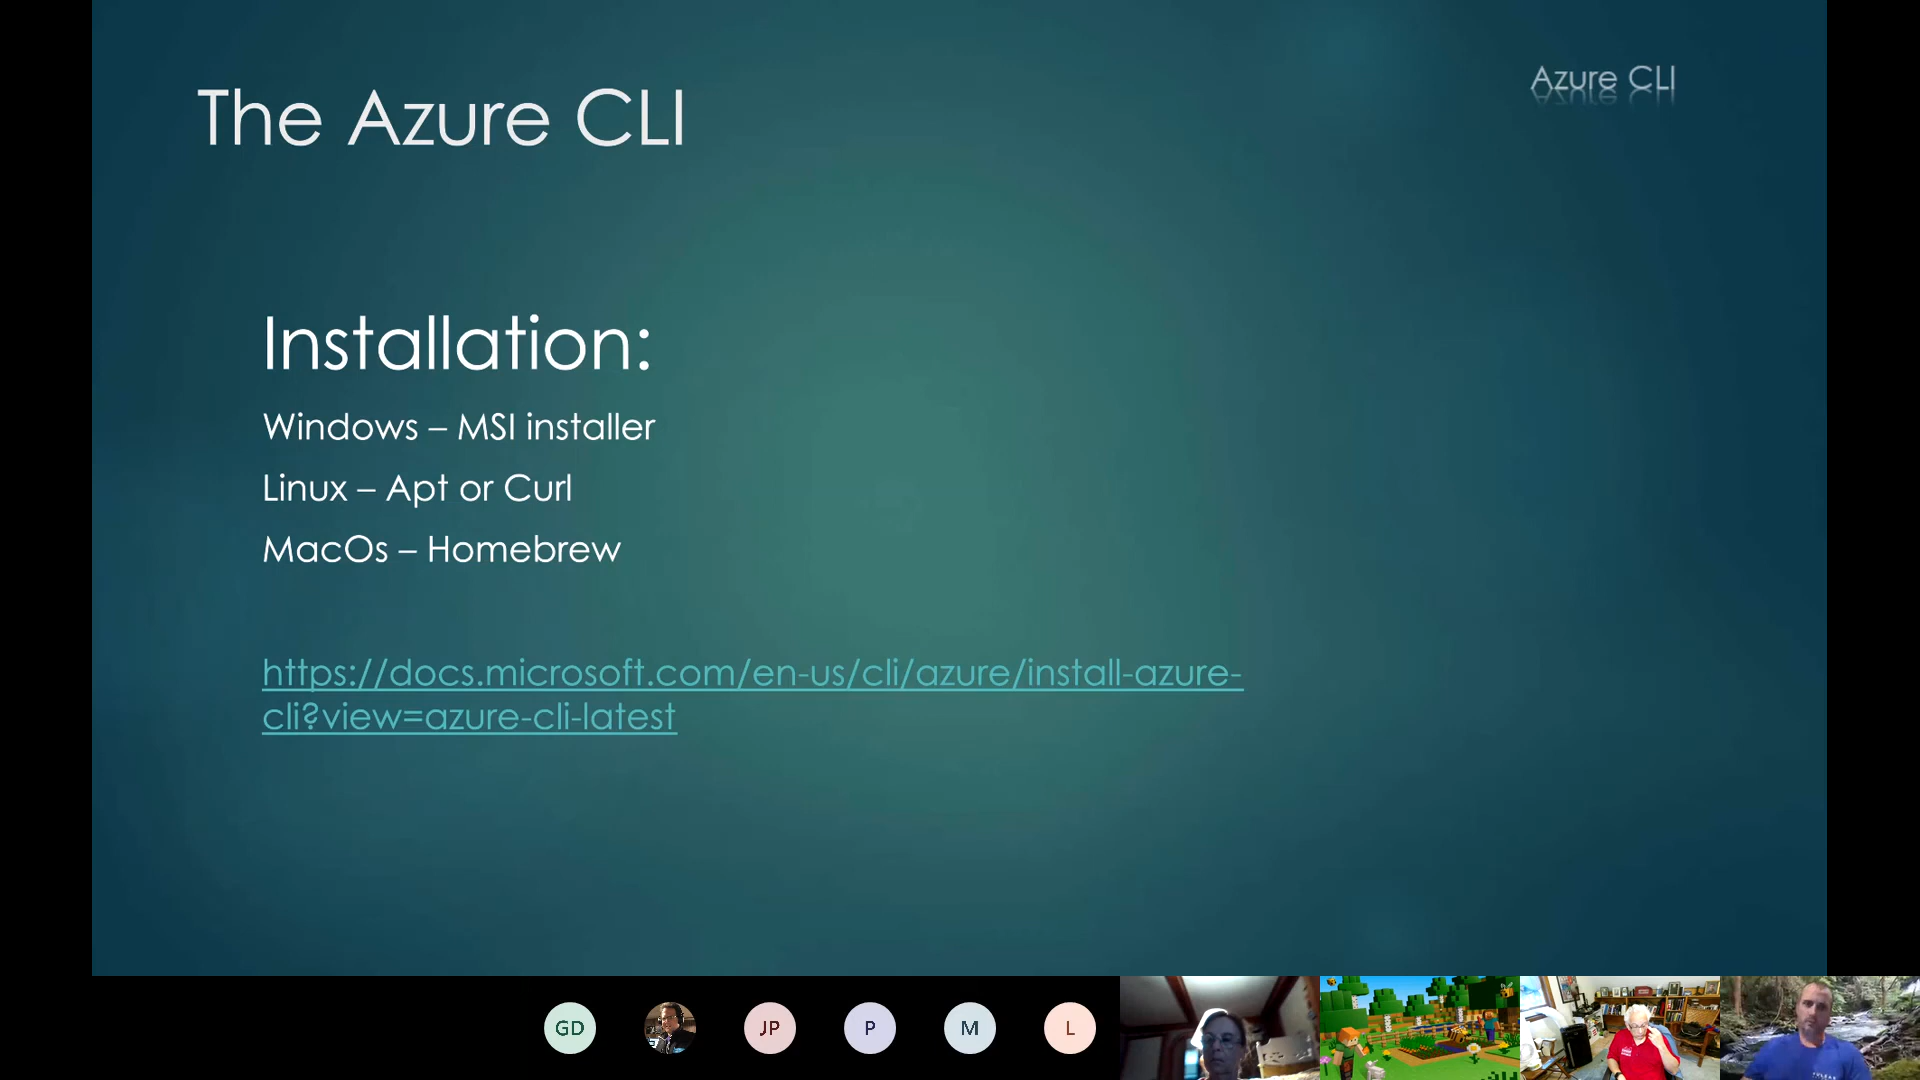 The Azure CLI
Azure CLI
Installation:
Windows – MSI installer
Linux – Apt or Curl
MacOs – Homebrew
https://docs.microsoft.com/en-us/cli/azure/install-azure-
cli?view=azure-cli-latest
GD
JP
P
M
L